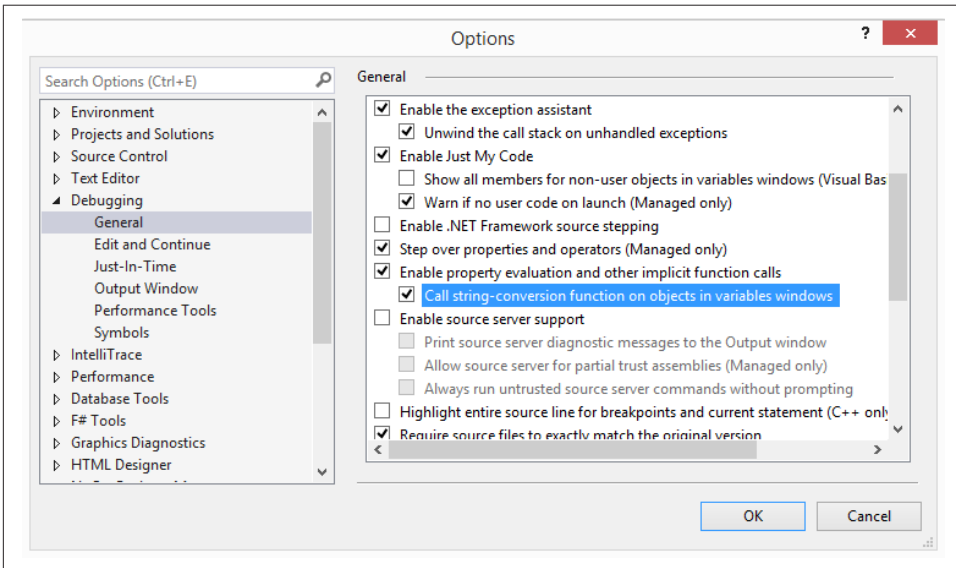 Options
?
×
Search Options (Ctrl+E)
Environment
Projects and Solutions
Source Control
Text Editor
Debugging
General
Edit and Continue
Just-In-Time
Output Window
Performance Tools
Symbols
IntelliTrace
Performance
Database Tools
F# Tools
Graphics Diagnostics
HTML Designer
General
Enable the exception assistant
Unwind the call stack on unhandled exceptions
Enable Just My Code
Show all members for non-user objects in variables windows (Visual Bas
Warn if no user code on launch (Managed only)
Enable .NET Framework source stepping
Step over properties and operators (Managed only)
Enable property evaluation and other implicit function calls
Call string-conversion function on objects in variables windows
Enable source server support
Print source server diagnostic messages to the Output window
Allow source server for partial trust assemblies (Managed only)
Always run untrusted source server commands without prompting
Highlight entire source line for breakpoints and current statement (C++ only
Require source files to exactly match the original version
OK
Cancel